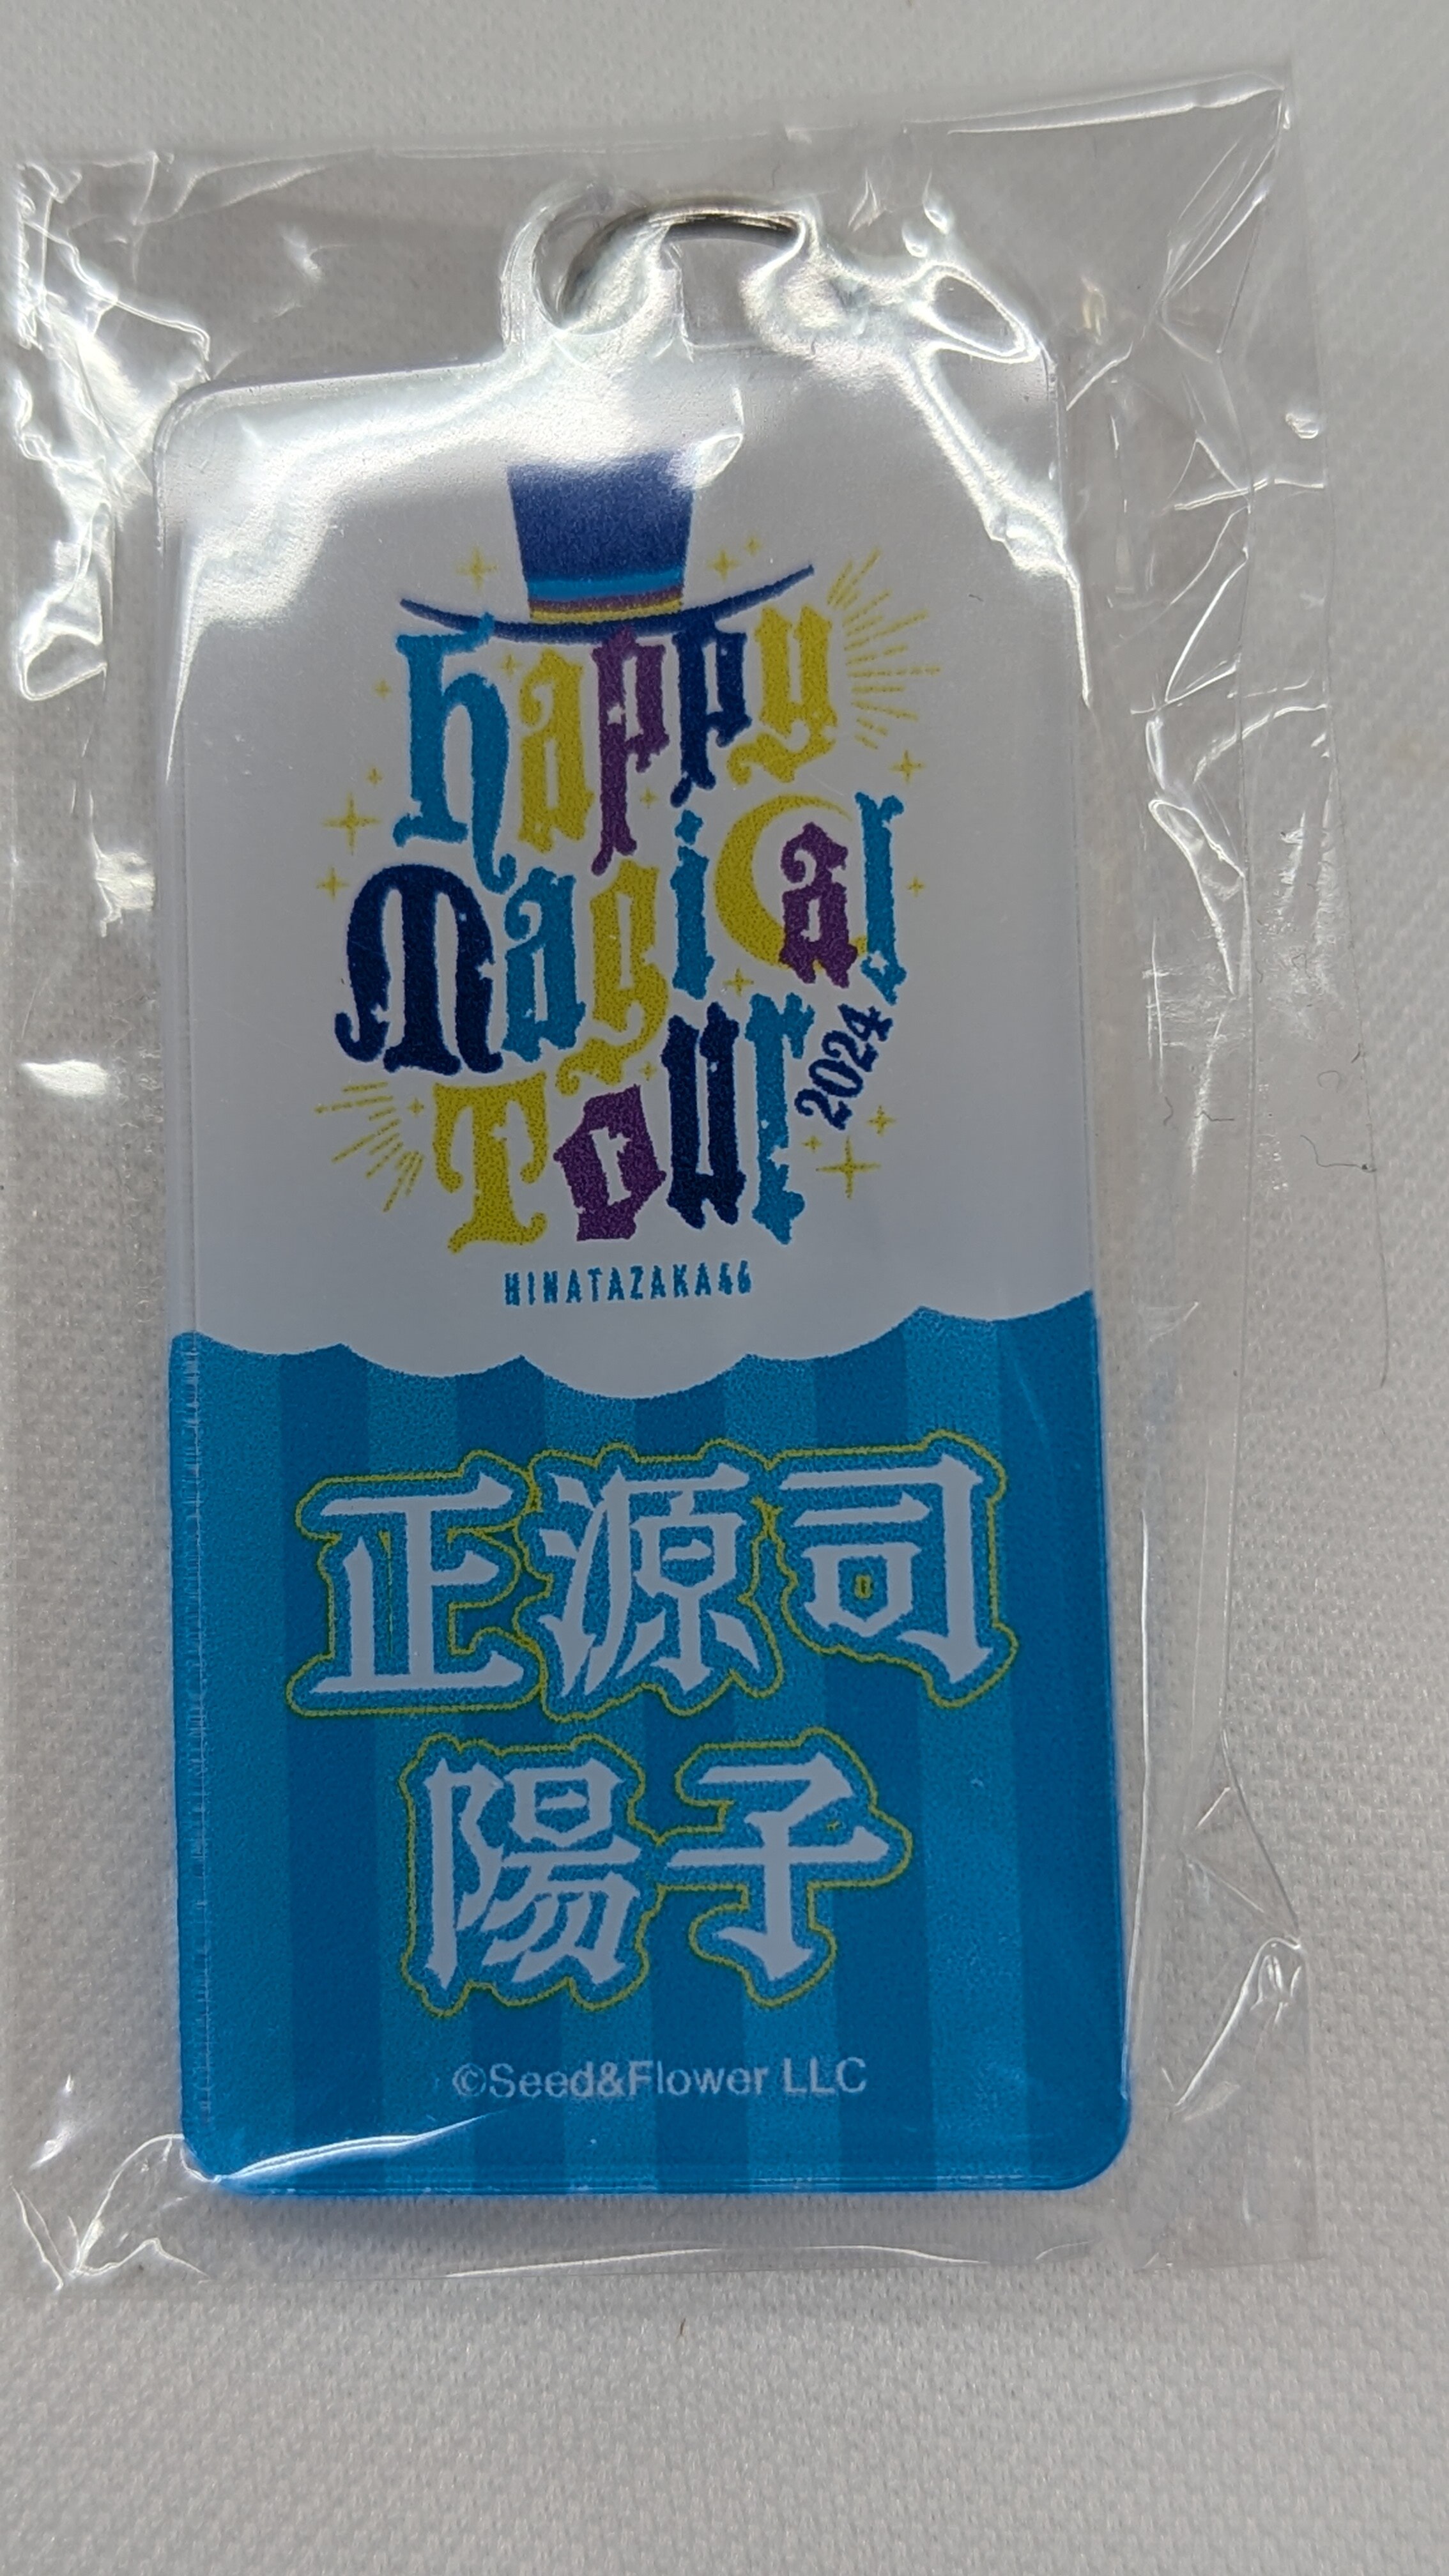 happy
magical
Tour
2024
HINATAZAKA46
正源司
陽子
©Seed&Flower LLC